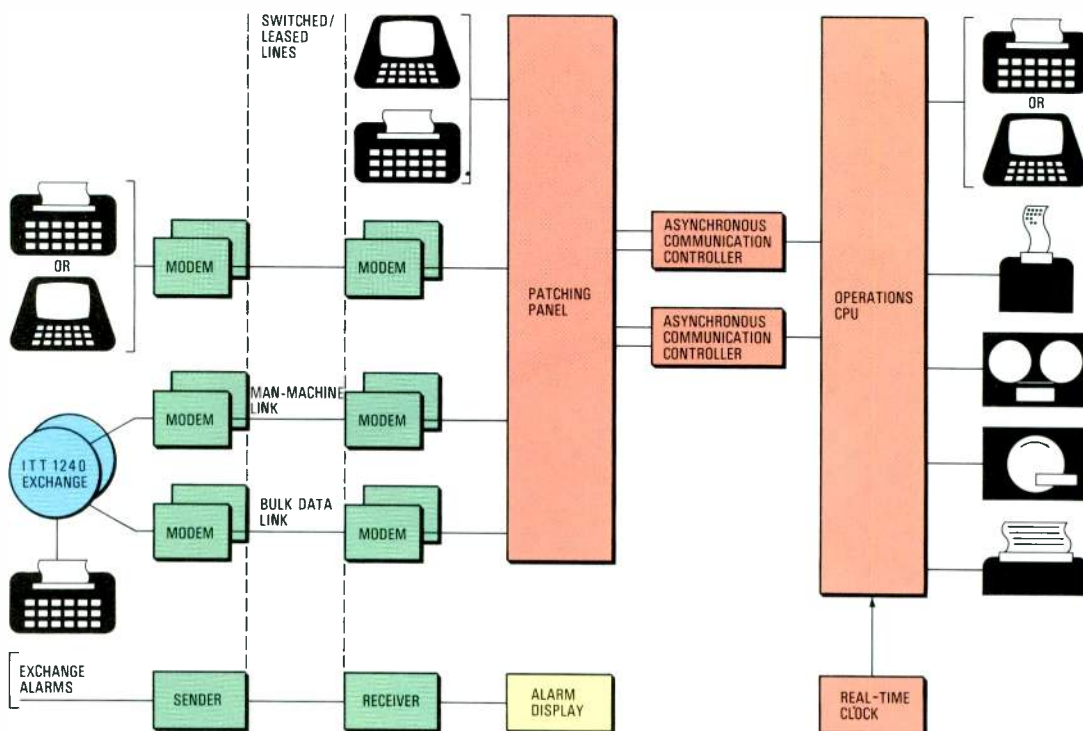 SWITCHED/
LEASED
LINES
OR
OR
MODEM
MODEM
PATCHING
PANEL
ASYNCHRONOUS
COMMUNICATION
CONTROLLER
ASYNCHRONOUS
COMMUNICATION
CONTROLLER
OPERATIONS
CPU
MAN-MACHINE
LINK
MODEM
MODEM
ITT 1240
EXCHANGE
BULK DATA
LINK
MODEM
MODEM
EXCHANGE
ALARMS
SENDER
RECEIVER
ALARM
DISPLAY
REAL-TIME
CLOCK